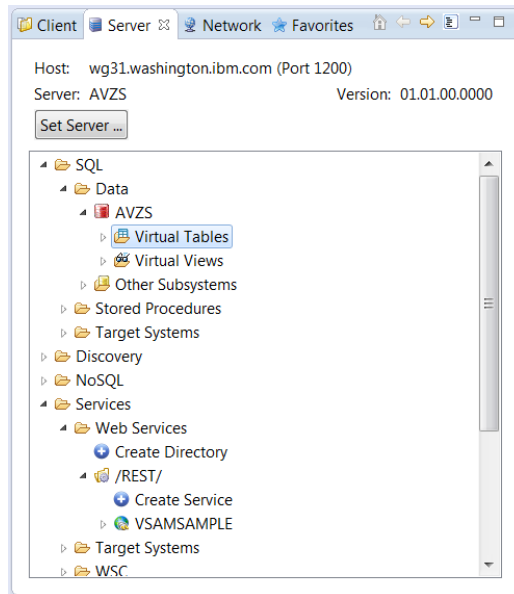 Client Server Network Favorites
Host: wg31.washington.ibm.com (Port 1200)
Server: AVZS Version: 01.01.00.0000
Set Server ...
SQL
Data
AVZS
Virtual Tables
Virtual Views
Other Subsystems
Stored Procedures
Target Systems
Discovery
NoSQL
Services
Web Services
Create Directory
/REST/
Create Service
VSAMSAMPLE
Target Systems
WSC